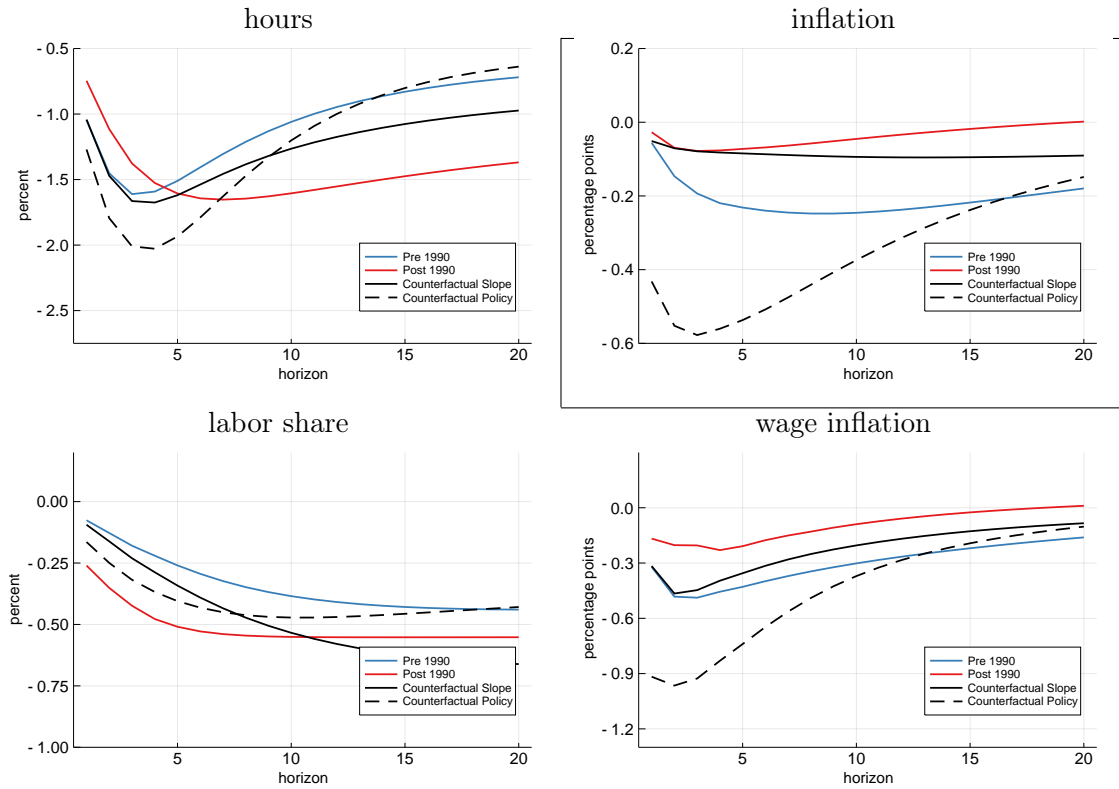 hours
- 0.5
- 1.0
- 1.5
- 2.0
- 2.5
percent
5
10
15
20
horizon
Pre 1990
Post 1990
Counterfactual Slope
Counterfactual Policy
inflation
0.2
0.0
- 0.2
- 0.4
- 0.6
percentage points
5
10
15
20
horizon
Pre 1990
Post 1990
Counterfactual Slope
Counterfactual Policy
labor share
0.00
- 0.25
- 0.50
- 0.75
- 1.00
percent
5
10
15
20
horizon
Pre 1990
Post 1990
Counterfactual Slope
Counterfactual Policy
wage inflation
0.0
- 0.3
- 0.6
- 0.9
- 1.2
percentage points
5
10
15
20
horizon
Pre 1990
Post 1990
Counterfactual Slope
Counterfactual Policy